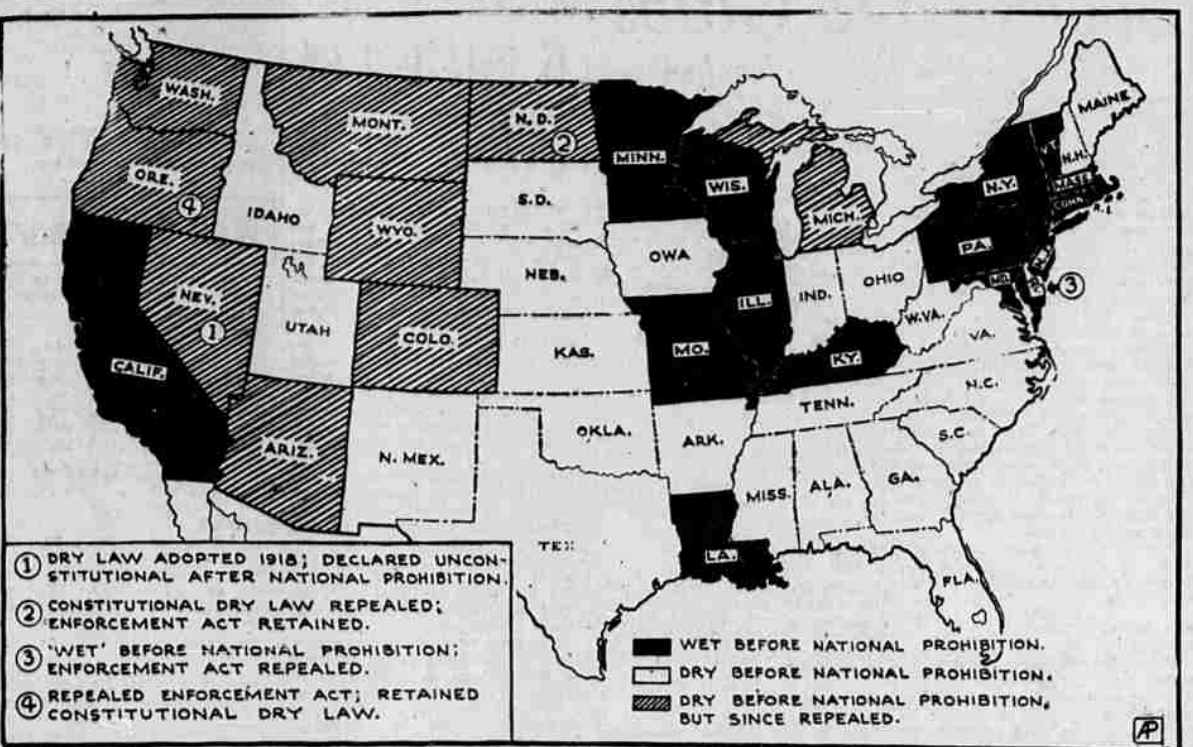 WASH.
MONT.
N.D.
②
MINN.
MAINE
ORE.
④
IDAHO
WYO.
S.D.
WIS.
MICH.
N.Y.
VT.
N.H.
MASS.
CONN.
R.I.
NEV.
①
UTAH
COLO.
NEB.
OWA
ILL.
IND.
OHIO
PA.
N.J.
MD.
③
CALIF.
ARIZ.
N. MEX.
KAS.
MO.
KY.
W.VA.
VA.
OKLA.
ARK.
TENN.
N.C.
S.C.
TEX
LA.
MISS.
ALA.
GA.
FLA.
① DRY LAW ADOPTED 1918; DECLARED UNCON-
STITUTIONAL AFTER NATIONAL PROHIBITION.
② CONSTITUTIONAL DRY LAW REPEALED;
ENFORCEMENT ACT RETAINED.
③ 'WET' BEFORE NATIONAL PROHIBITION;
ENFORCEMENT ACT REPEALED.
④ REPEALED ENFORCEMENT ACT; RETAINED
CONSTITUTIONAL DRY LAW.
WET BEFORE NATIONAL PROHIBITION.
DRY BEFORE NATIONAL PROHIBITION.
DRY BEFORE NATIONAL PROHIBITION,
BUT SINCE REPEALED.
AP